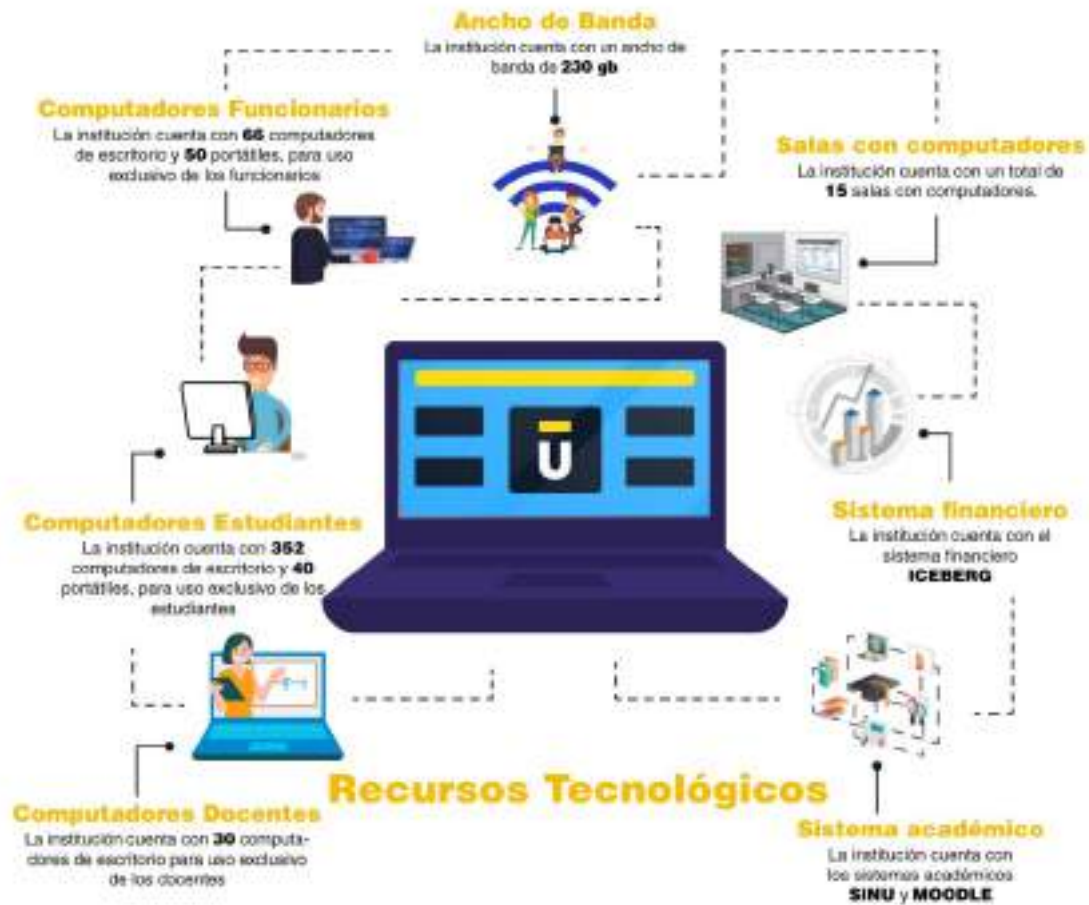 Ancho de Banda
La institución cuenta con un ancho de
banda de 230 gb
Computadores Funcionarios
La institución cuenta con 66 computadores
de escritorio y 50 portátiles, para uso
exclusivo de los funcionarios
Salas con computadores
La institución cuenta con un total de
15 salas con computadores.
Computadores Estudiantes
La institución cuenta con 352
computadores de escritorio y 40
portátiles, para uso exclusivo de los
estudiantes
U
Sistema financiero
La institución cuenta con el
sistema financiero
ICEBERG
Recursos Tecnológicos
Computadores Docentes
La institución cuenta con 30 computa-
dores de escritorio para uso exclusivo
de los docentes
Sistema académico
La institución cuenta con
los sistemas académicos
SINU y MOODLE